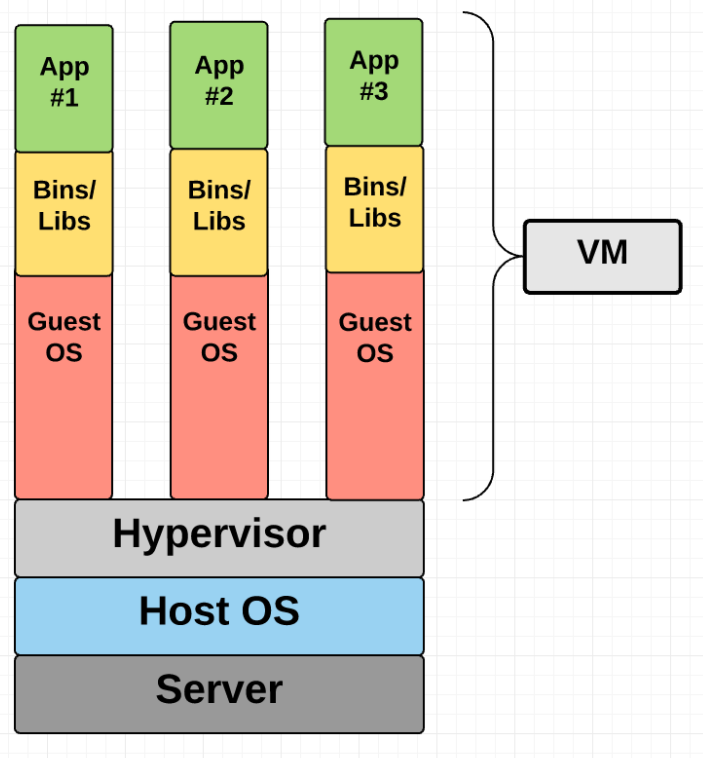 App
#1
App
#2
App
#3
Bins/
Libs
Bins/
Libs
Bins/
Libs
VM
Guest
OS
Guest
OS
Guest
OS
Hypervisor
Host OS
Server